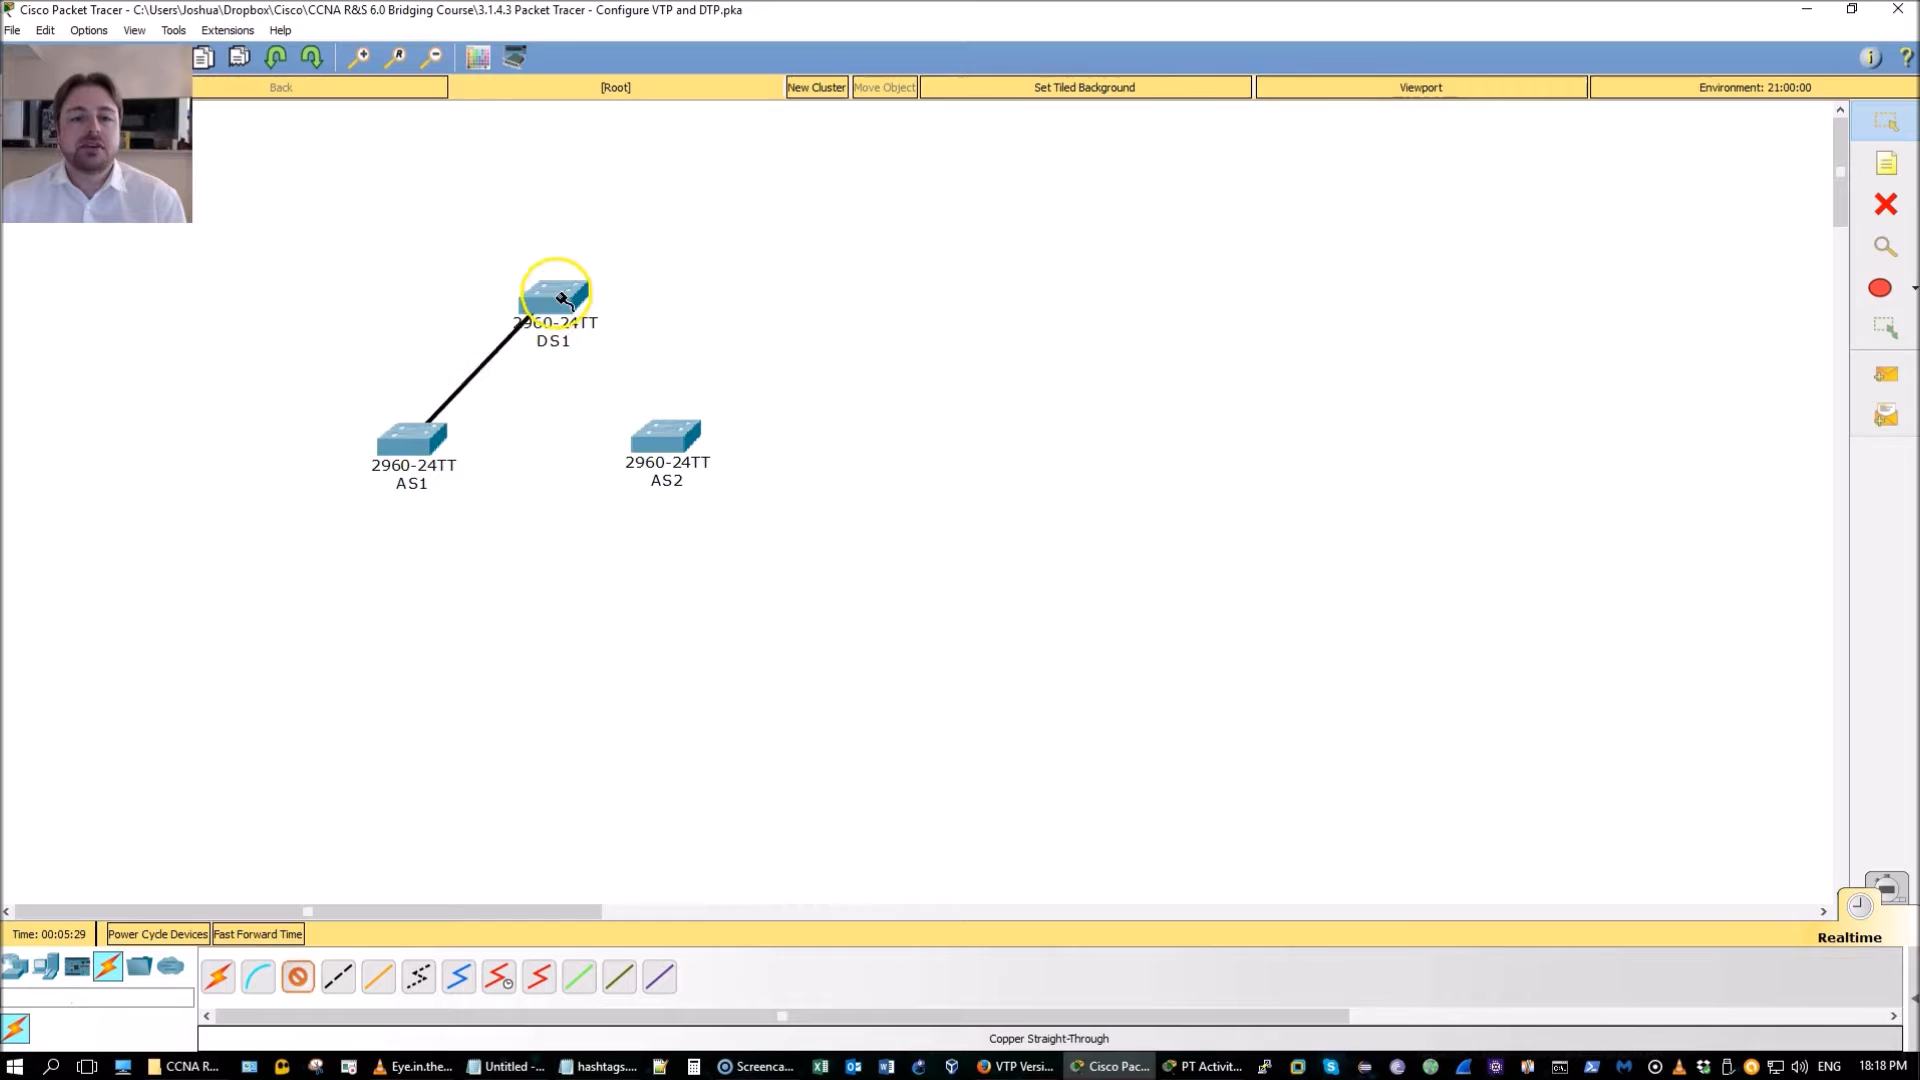 Cisco Packet Tracer - C:\Users\Joshua\Dropbox\Cisco\CCNA R&S 6.0 Bridging Course\3.1.4.3 Packet Tracer - Configure VTP and DTP.pka
File Edit Options View Tools Extensions Help
Back [Root] New Cluster Move Object Set Tiled Background Viewport Environment: 21:00:00
2960-24TT
DS1
2960-24TT
AS1
2960-24TT
AS2
Time: 00:05:29 Power Cycle Devices Fast Forward Time
Realtime
Copper Straight-Through
CCNA R... Eye.in.the... Untitled -... hashtags.... Screenca... VTP Versi... Cisco Pac... PT Activit... ENG 18:18 PM